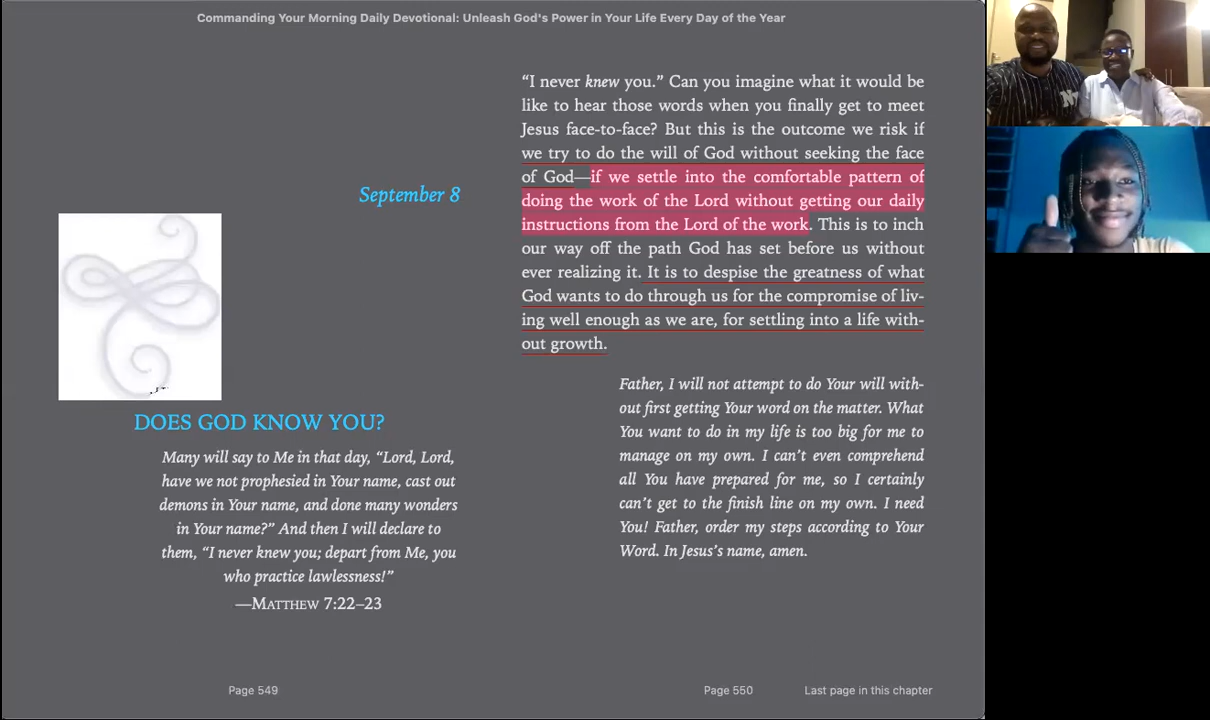 Commanding Your Morning Daily Devotional: Unleash God's Power in Your Life Every Day of the Year
September 8
DOES GOD KNOW YOU?
Many will say to Me in that day, “Lord, Lord,
have we not prophesied in Your name, cast out
demons in Your name, and done many wonders
in Your name?” And then I will declare to
them, “I never knew you; depart from Me, you
who practice lawlessness!”
—MATTHEW 7:22–23
Page 549
“I never knew you.” Can you imagine what it would be
like to hear those words when you finally get to meet
Jesus face-to-face? But this is the outcome we risk if
we try to do the will of God without seeking the face
of God—if we settle into the comfortable pattern of
doing the work of the Lord without getting our daily
instructions from the Lord of the work. This is to inch
our way off the path God has set before us without
ever realizing it. It is to despise the greatness of what
God wants to do through us for the compromise of liv-
ing well enough as we are, for settling into a life with-
out growth.
Father, I will not attempt to do Your will with-
out first getting Your word on the matter. What
You want to do in my life is too big for me to
manage on my own. I can’t even comprehend
all You have prepared for me, so I certainly
can’t get to the finish line on my own. I need
You! Father, order my steps according to Your
Word. In Jesus’s name, amen.
Page 550
Last page in this chapter